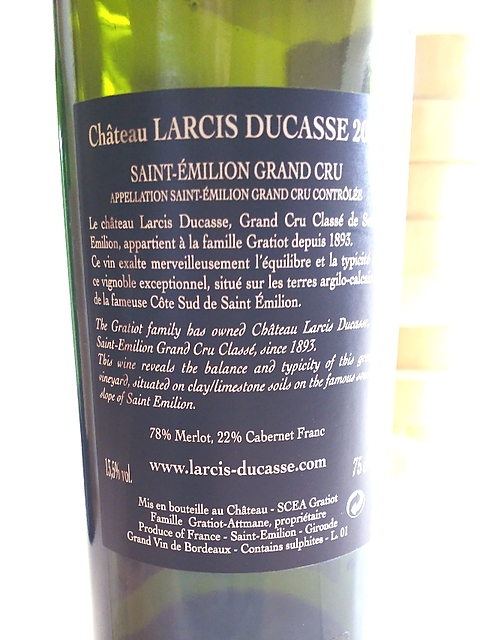 Château LARCIS DUCASSE 20
SAINT-ÉMILION GRAND CRU
APPELLATION SAINT-ÉMILION GRAND CRU CONTRÔLÉE
Le château Larcis Ducasse, Grand Cru Classé de
Emilion, appartient à la famille Gratiot depuis 1893.
Ce vin exalte merveilleusement l'équilibre et la typicité
ce vignoble exceptionnel, situé sur les terres argilo-calcaires
de la fameuse Côte Sud de Saint Émilion.
The Gratiot family has owned Château Larcis Ducasse,
Saint-Emilion Grand Cru Classé, since 1893.
This wine reveals the balance and typicity of this
vineyard, situated on clay/limestone soils on the famous
slope of Saint Emilion.
78% Merlot, 22% Cabernet Franc
13,5% vol. www.larcis-ducasse.com 75
Mis en bouteille au Château - SCEA Gratiot
Famille Gratiot-Attmane, propriétaire
Produce of France - Saint-Emilion - Gironde
Grand Vin de Bordeaux - Contains sulphites - L. 01